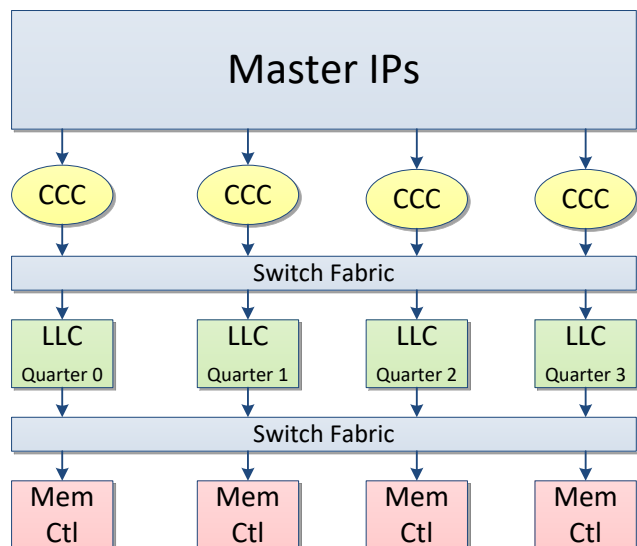 Master IPs
CCC CCC CCC CCC
Switch Fabric
LLC LLC LLC LLC
Quarter 0 Quarter 1 Quarter 2 Quarter 3
Switch Fabric
Mem Mem Mem Mem
Ctl Ctl Ctl Ctl